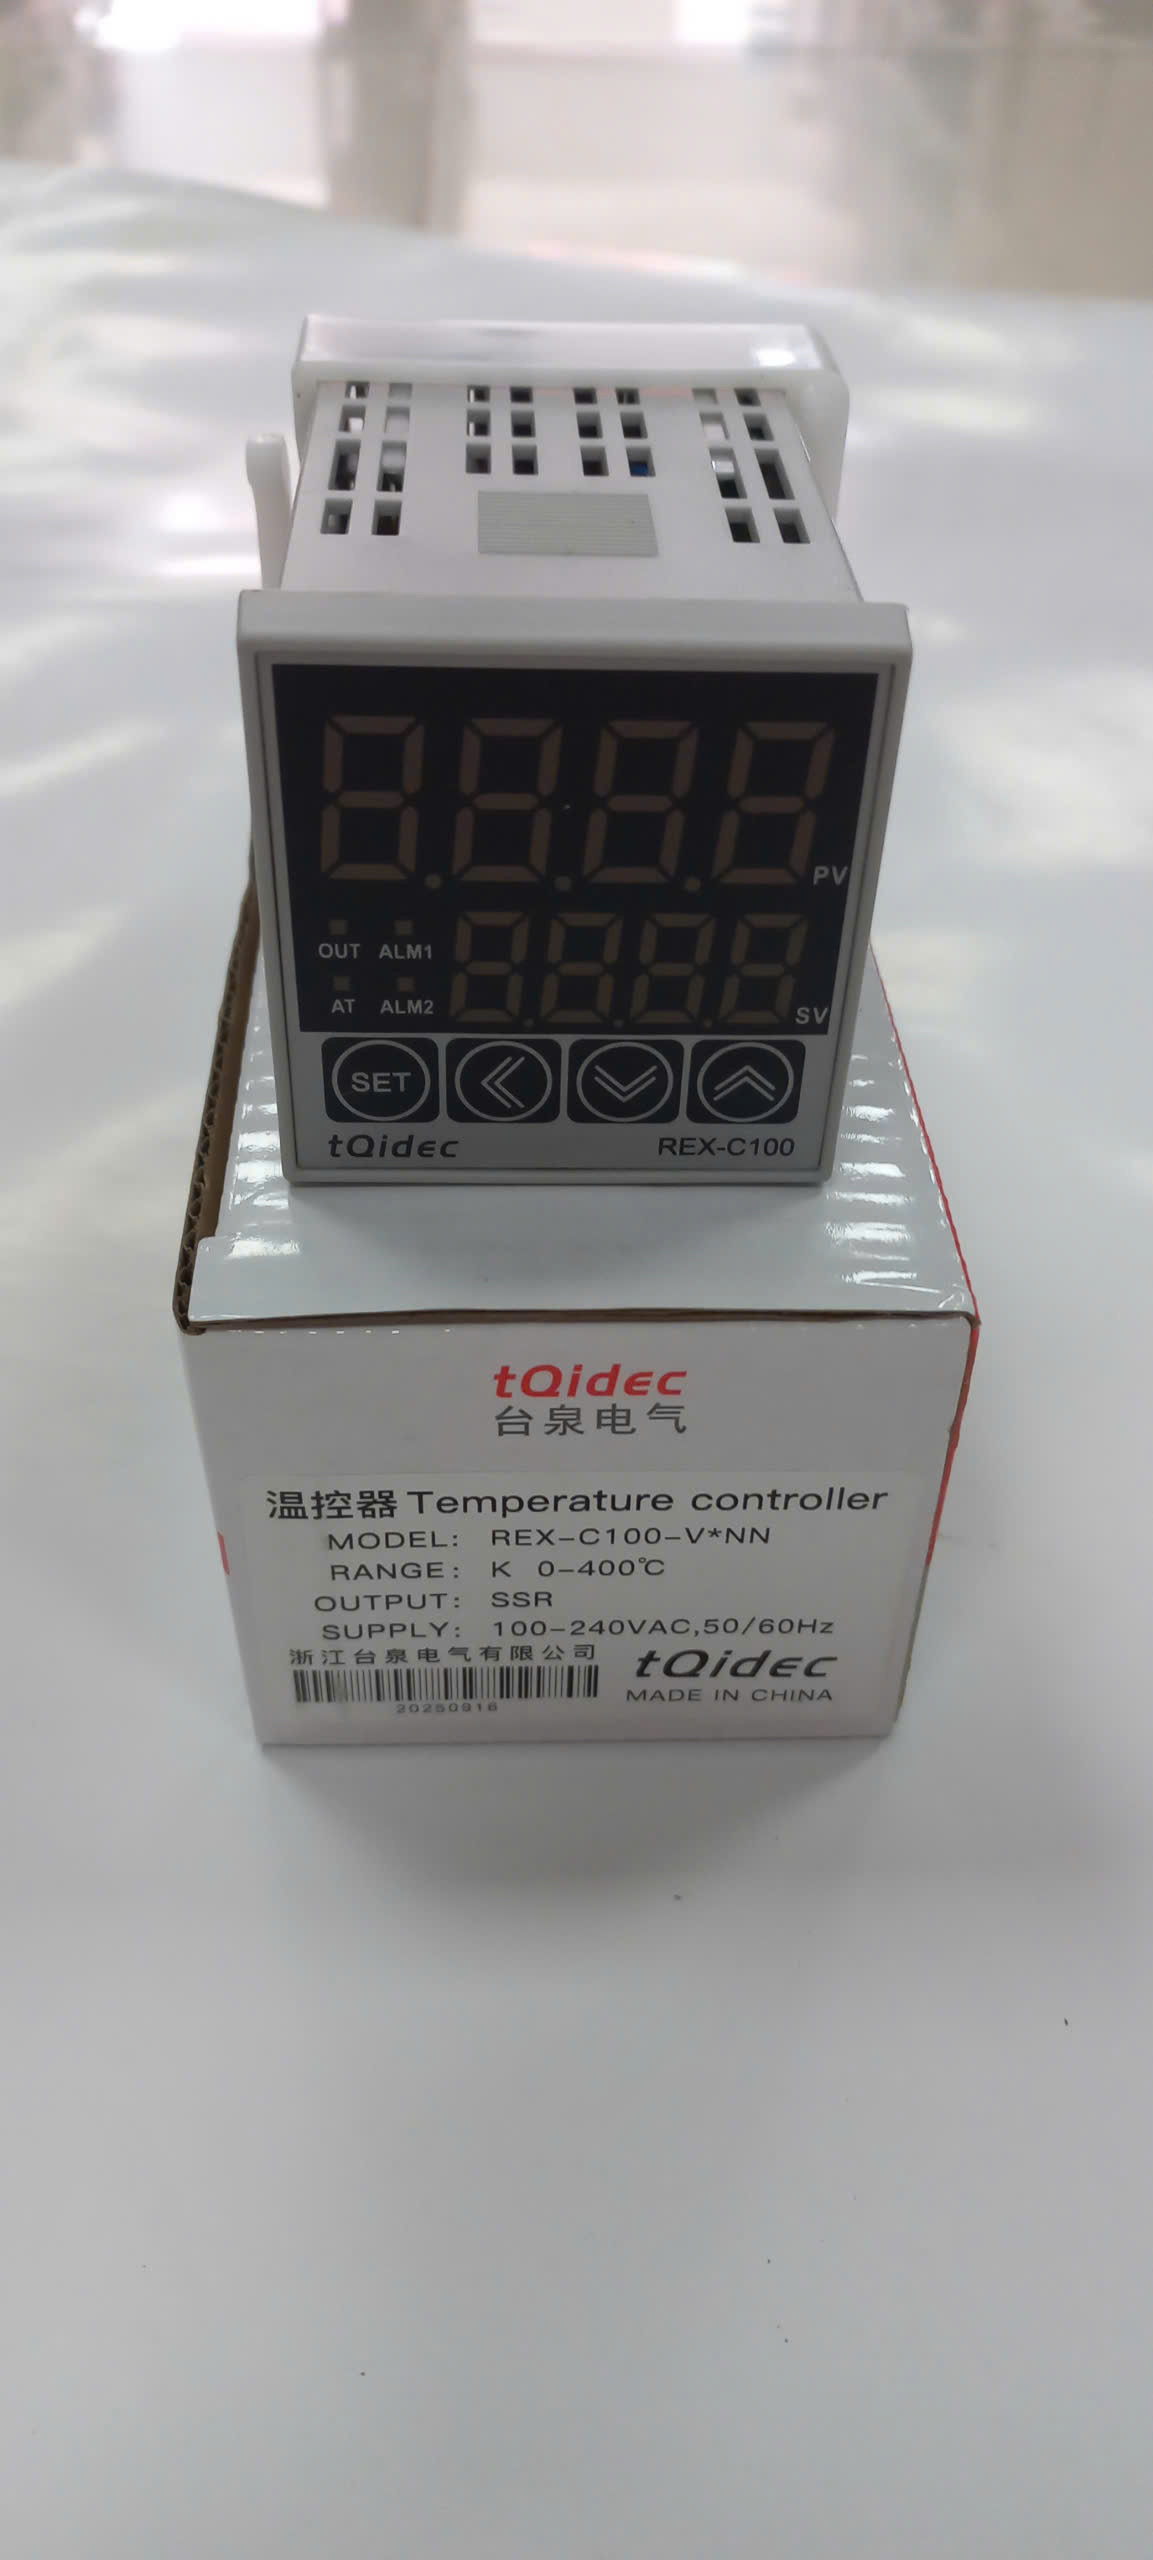 PV
OUT ALM1
AT ALM2
SV
SET
tQidec REX-C100
tQidec
台泉电气
温控器 Temperature controller
MODEL: REX-C100-V*NN
RANGE: K 0-400℃
OUTPUT: SSR
SUPPLY: 100-240VAC,50/60Hz
浙江台泉电气有限公司
tQidec
20250916
MADE IN CHINA